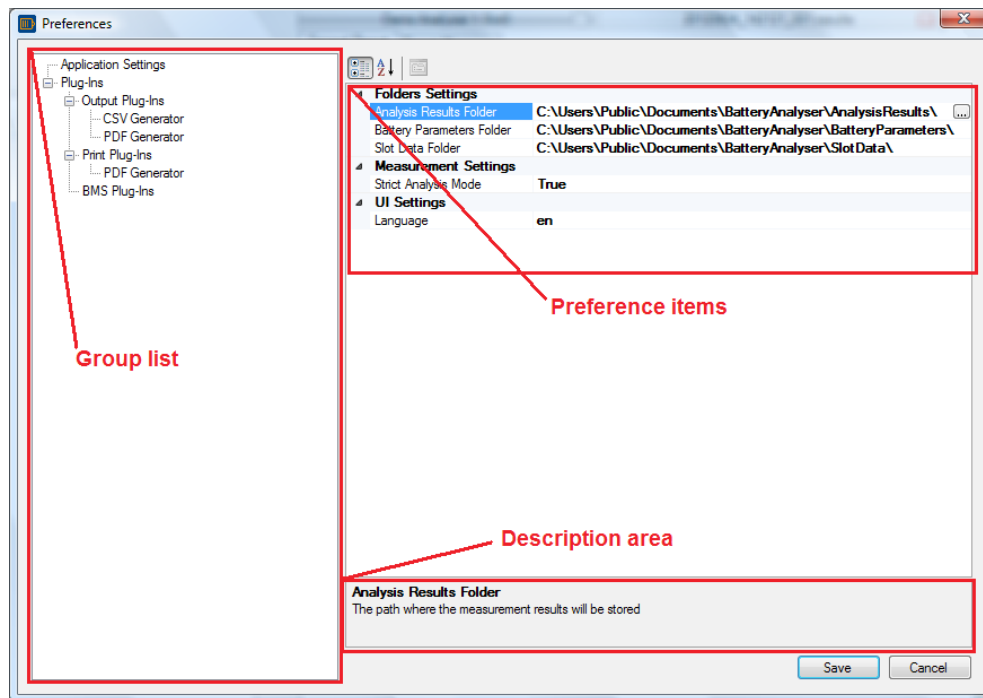 Preferences
Application Settings
Plug-Ins
Output Plug-Ins
CSV Generator
PDF Generator
Print Plug-Ins
PDF Generator
BMS Plug-Ins
Group list
Folders Settings
Analysis Results Folder C:\Users\Public\Documents\BatteryAnalyser\AnalysisResults\ ...
Battery Parameters Folder C:\Users\Public\Documents\BatteryAnalyser\BatteryParameters\
Slot Data Folder C:\Users\Public\Documents\BatteryAnalyser\SlotData\
Measurement Settings
Strict Analysis Mode True
UI Settings
Language en
Preference items
Description area
Analysis Results Folder
The path where the measurement results will be stored
Save Cancel